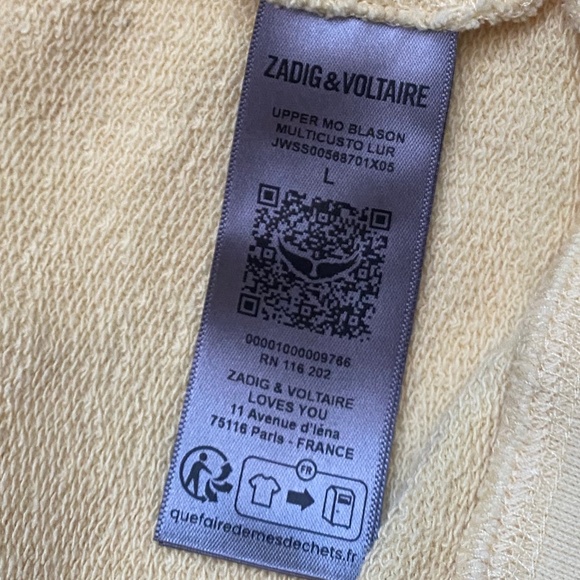 ZADIG & VOLTAIRE
UPPER MO BLASON
MULTICUSTO LUR
JWSS00568701X05
L
00001000009766
RN 116 202
ZADIG & VOLTAIRE
LOVES YOU
11 Avenue d'Iéna
75116 Paris - FRANCE
FR
quefairedemesdechets.fr